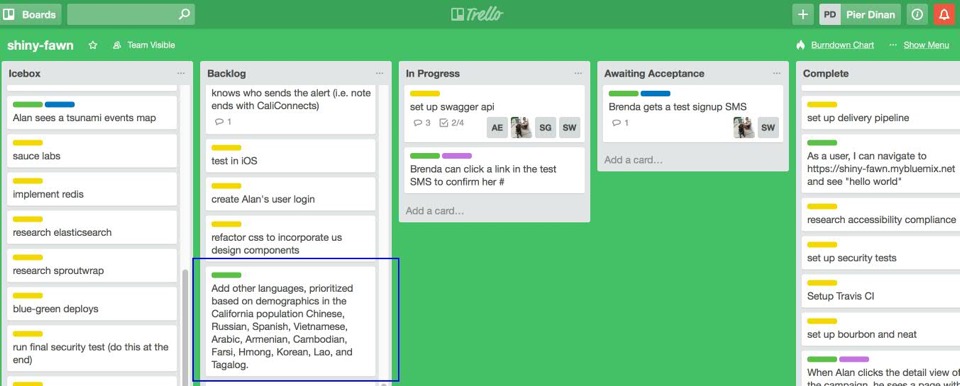 Boards
Trello
PD Pier Dinan
shiny-fawn
Team Visible
Burndown Chart
... Show Menu
Icebox ...
Alan sees a tsunami events map
sauce labs
implement redis
research elasticsearch
research sproutwrap
blue-green deploys
run final security test (do this at the
end)
Backlog ...
knows who sends the alert (i.e. note
ends with CaliConnects)
1
test in iOS
create Alan's user login
refactor css to incorporate us
design components
Add other languages, prioritized
based on demographics in the
California population Chinese,
Russian, Spanish, Vietnamese,
Arabic, Armenian, Cambodian,
Farsi, Hmong, Korean, Lao, and
Tagalog.
In Progress ...
set up swagger api
3 2/4
AE SG SW
Brenda can click a link in the test
SMS to confirm her #
Add a card...
Awaiting Acceptance ...
Brenda gets a test signup SMS
1
SW
Add a card...
Complete
set up delivery pipeline
As a user, I can navigate to
https://shiny-fawn.mybluemix.net
and see "hello world"
research accessibility compliance
set up security tests
Setup Travis CI
set up bourbon and neat
When Alan clicks the detail view of